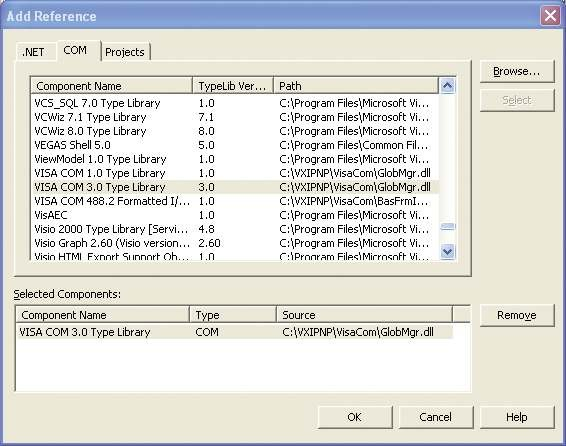 Add Reference
.NET COM Projects
Component Name TypeLib Ver... Path
VCS_SQL 7.0 Type Library 1.0 C:\Program Files\Microsoft Vi...
VCWiz 7.1 Type Library 7.1 C:\Program Files\Microsoft Vi...
VCWiz 8.0 Type Library 8.0 C:\Program Files\Microsoft Vi...
VEGAS Shell 5.0 5.0 C:\Program Files\Common Fil...
ViewModel 1.0 Type Library 1.0 C:\Program Files\Microsoft Vi...
VISA COM 1.0 Type Library 1.0 C:\VXIPNP\VisaCom\GlobMgr.dll
VISA COM 3.0 Type Library 3.0 C:\VXIPNP\VisaCom\GlobMgr.dll
VISA COM 488.2 Formatted I/... 1.0 C:\VXIPNP\VisaCom\BasFrmI...
VisAEC 1.0 C:\Program Files\Microsoft Vi...
Visio 2000 Type Library [Servi... 4.8 C:\Program Files\Microsoft Vi...
Visio Graph 2.60 (Visio version... 2.60 C:\Program Files\Microsoft Vi...
Visio HTML Export Support Ob... 1.0 C:\Program Files\Microsoft Vi...
Browse...
Select
Selected Components:
Component Name Type Source
VISA COM 3.0 Type Library COM C:\VXIPNP\VisaCom\GlobMgr.dll
Remove
OK Cancel Help